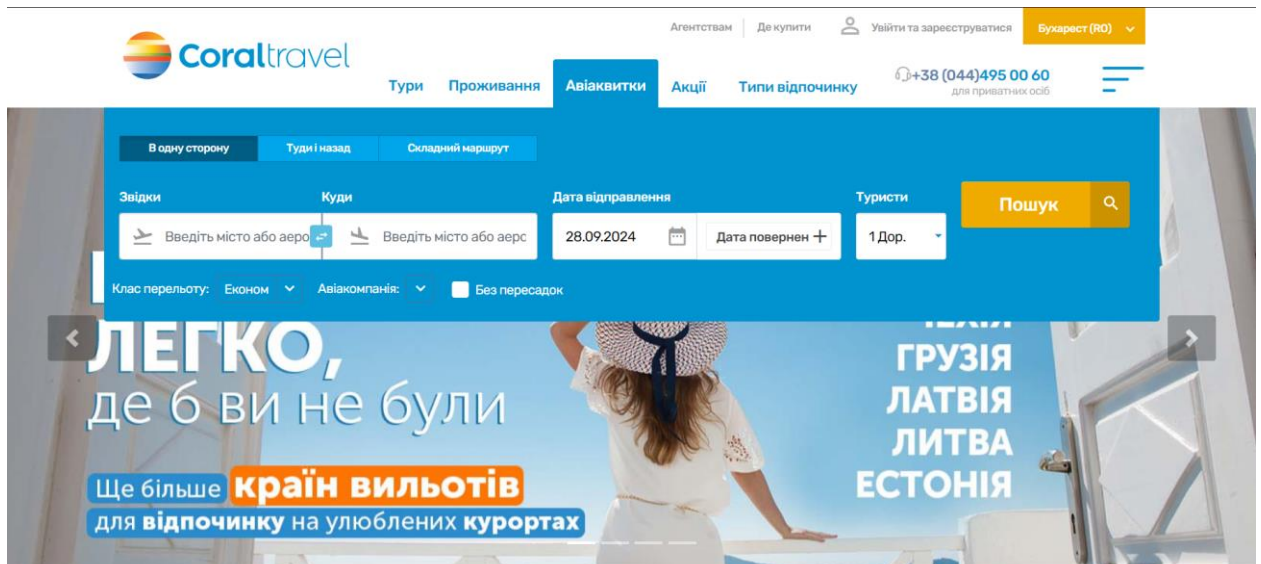 Агентствам Де купити Увійти та зареєструватися Бухарест (RO)
Coraltravel
Тури Проживання Авіаквитки Акції Типи відпочинку +38 (044)495 00 60
для приватних осіб
В одну сторону Туди і назад Складний маршрут
Звідки Куди Дата відправлення Туристи
Введіть місто або аеро Введіть місто або аерс 28.09.2024 Дата повернен 1 Дор. Пошук
Клас перельоту: Економ Авіакомпанія: Без пересадок
ЛЕГКО,
де б ви не були
ЧЕХІЯ
ГРУЗІЯ
ЛАТВІЯ
ЛИТВА
ЕСТОНІЯ
Ще більше країн вильотів
для відпочинку на улюблених курортах